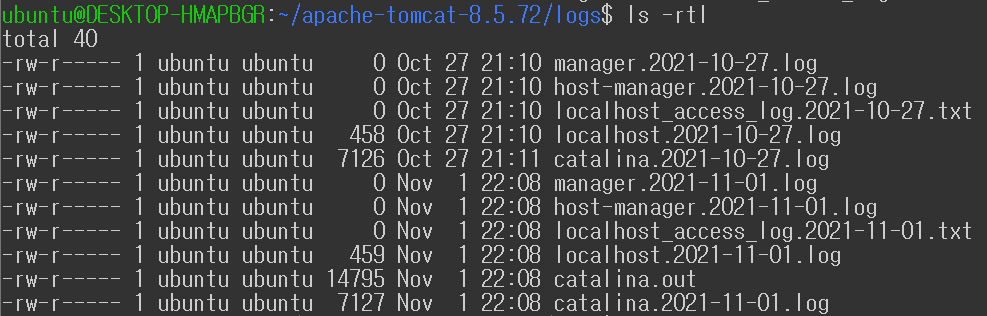 ubuntu@DESKTOP-HMAPBGR:~/apache-tomcat-8.5.72/logs$ ls -rtl
total 40
-rw-r----- 1 ubuntu ubuntu     0 Oct 27 21:10 manager.2021-10-27.log
-rw-r----- 1 ubuntu ubuntu     0 Oct 27 21:10 host-manager.2021-10-27.log
-rw-r----- 1 ubuntu ubuntu     0 Oct 27 21:10 localhost_access_log.2021-10-27.txt
-rw-r----- 1 ubuntu ubuntu   458 Oct 27 21:10 localhost.2021-10-27.log
-rw-r----- 1 ubuntu ubuntu  7126 Oct 27 21:11 catalina.2021-10-27.log
-rw-r----- 1 ubuntu ubuntu     0 Nov  1 22:08 manager.2021-11-01.log
-rw-r----- 1 ubuntu ubuntu     0 Nov  1 22:08 host-manager.2021-11-01.log
-rw-r----- 1 ubuntu ubuntu     0 Nov  1 22:08 localhost_access_log.2021-11-01.txt
-rw-r----- 1 ubuntu ubuntu   459 Nov  1 22:08 localhost.2021-11-01.log
-rw-r----- 1 ubuntu ubuntu 14795 Nov  1 22:08 catalina.out
-rw-r----- 1 ubuntu ubuntu  7127 Nov  1 22:08 catalina.2021-11-01.log